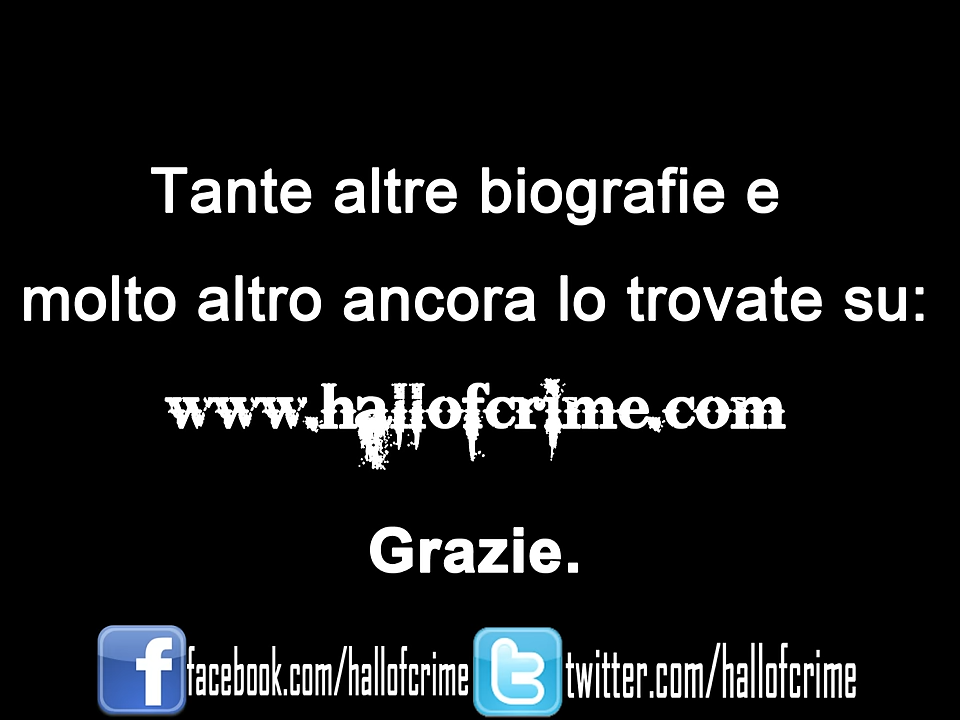 Tante altre biografie e
molto altro ancora lo trovate su:
www.hallofcrime.com
Grazie.
f facebook.com/hallofcrime t twitter.com/hallofcrime